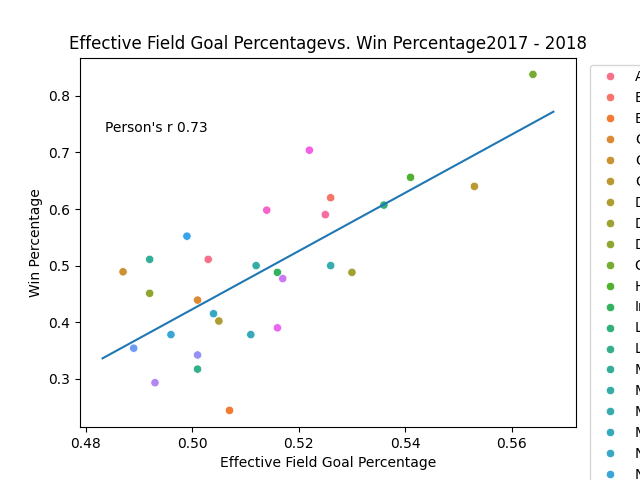 Effective Field Goal Percentagevs. Win Percentage2017 - 2018
Person's r 0.73
Win Percentage
0.8
0.7
0.6
0.5
0.4
0.3
0.48 0.50 0.52 0.54 0.56
Effective Field Goal Percentage